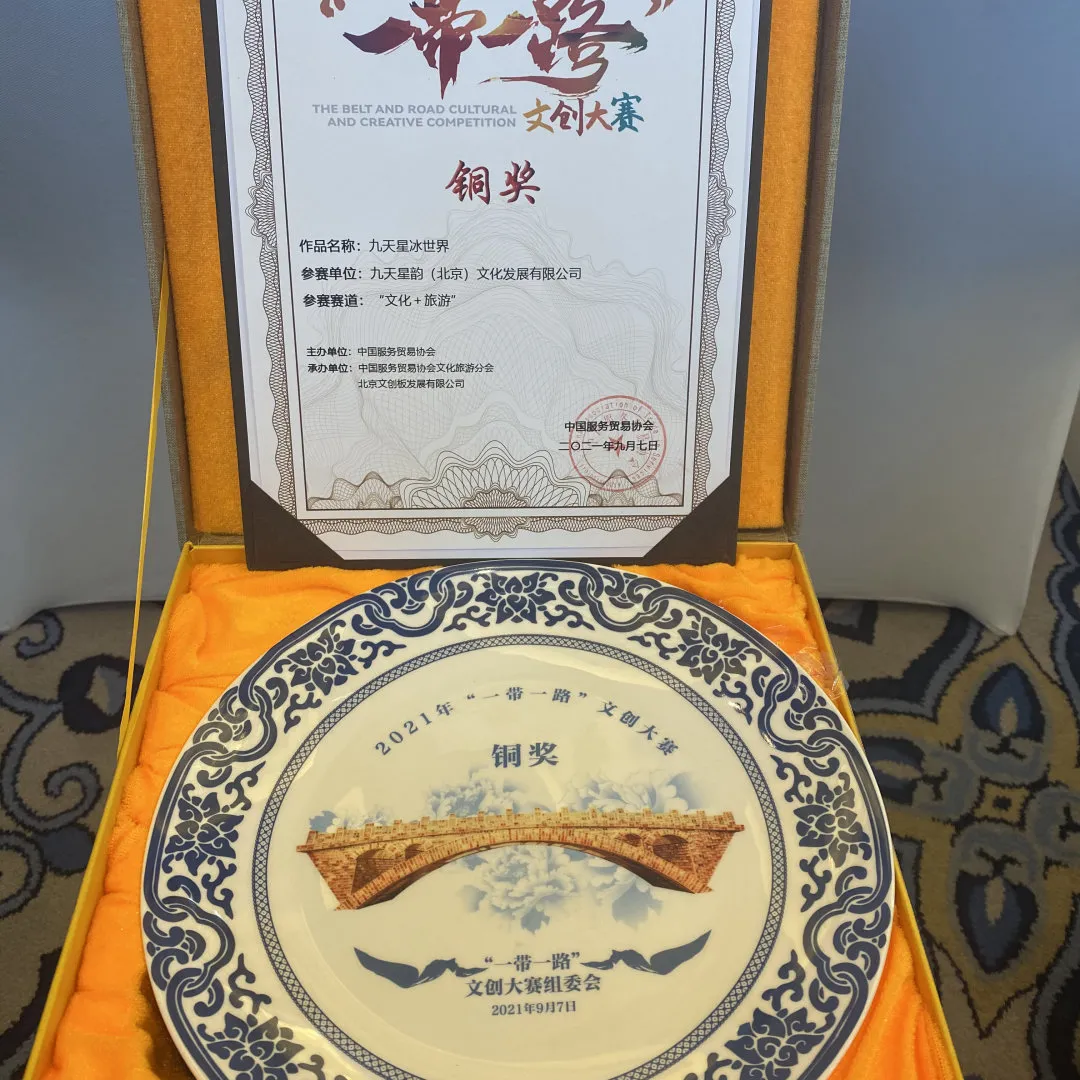 “一带一路”
THE BELT AND ROAD CULTURAL
AND CREATIVE COMPETITION
文创大赛
铜奖
作品名称：九天星冰世界
参赛单位：九天星韵（北京）文化发展有限公司
参赛赛道：“文化+旅游”
主办单位：中国服务贸易协会
承办单位：中国服务贸易协会文化旅游分会
北京文创板发展有限公司
中国服务贸易协会
二〇二一年九月七日
2021年“一带一路”文创大赛
铜奖
“一带一路”
文创大赛组委会
2021年9月7日